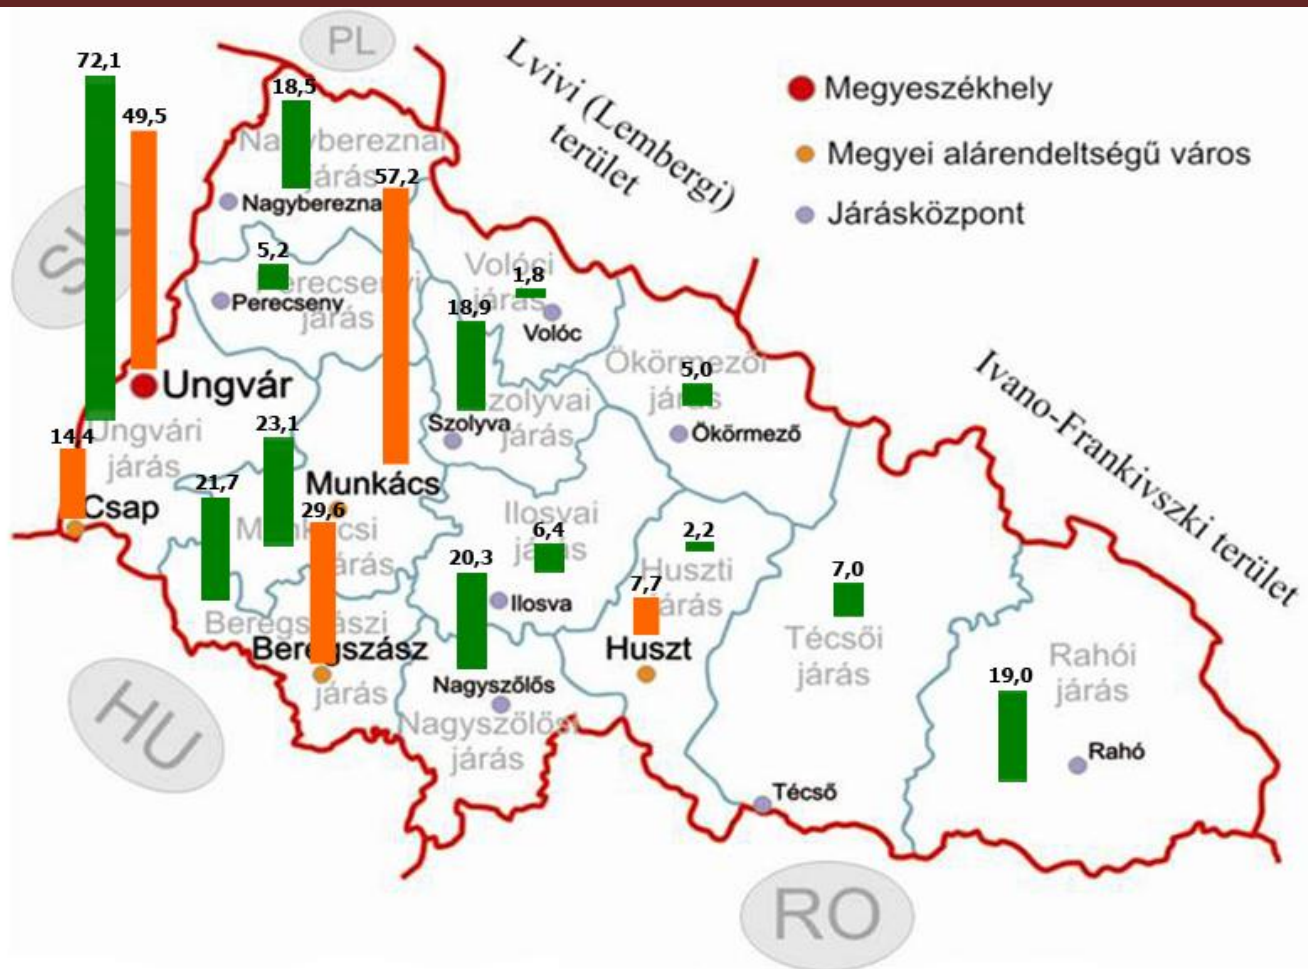 PL
72,1
49,5
18,5
Nagybereznai
járás
57,2
Nagyberezna
SK
5,2
Perecsenyi
járás
Perecseny
Lvivi (Lembergi)
terület
Megyeszékhely
Megyei alárendeltségű város
Járásközpont
Volóci
járás
1,8
Volóc
18,9
Szolyvai
járás
Szolyva
Ökörmezői
járás
5,0
Ökörmező
Ivano-Frankivszki terület
Ungvár
Ungvári
járás
14,4
Csap
23,1
21,7
Munkács
29,6
Munkácsi
járás
Beregszászi
járás
Beregszász
Ilosvai
járás
6,4
Ilosva
20,3
Nagyszőlős
Nagyszőlősi
járás
2,2
Huszti
járás
7,7
Huszt
7,0
Técsői
járás
Técső
Rahói
járás
19,0
Rahó
HU
RO